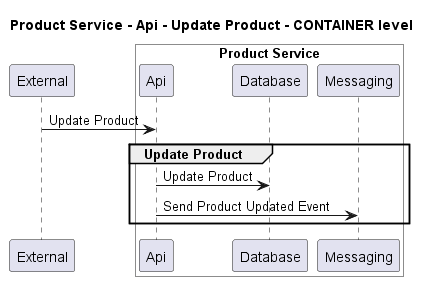 Product Service - Api - Update Product - CONTAINER level
Product Service
External
Api
Database
Messaging
Update Product
Update Product
Update Product
Send Product Updated Event
External
Api
Database
Messaging